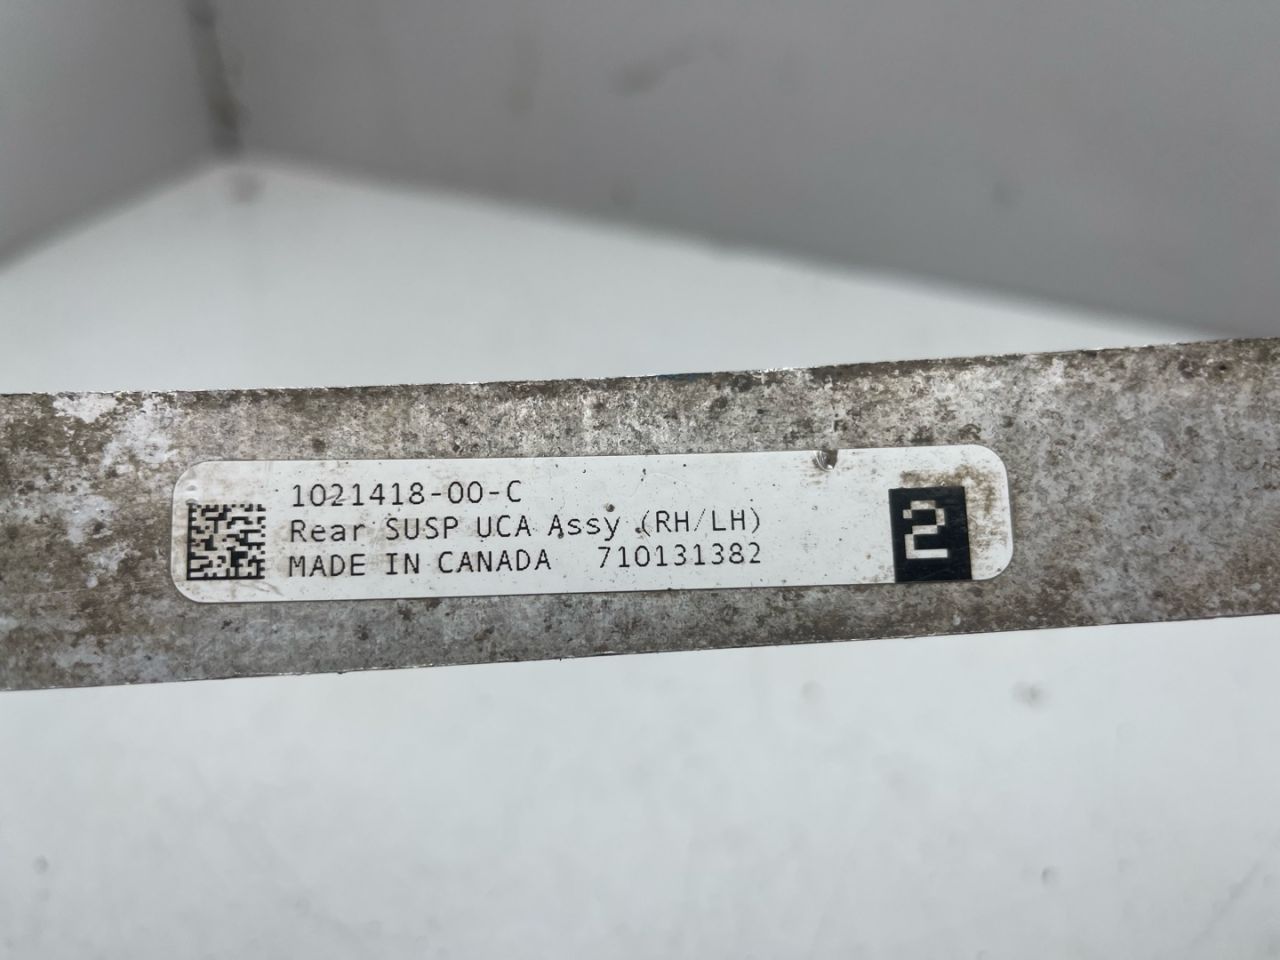 1021418-00-C
Rear SUSP UCA Assy (RH/LH)
MADE IN CANADA 710131382
2